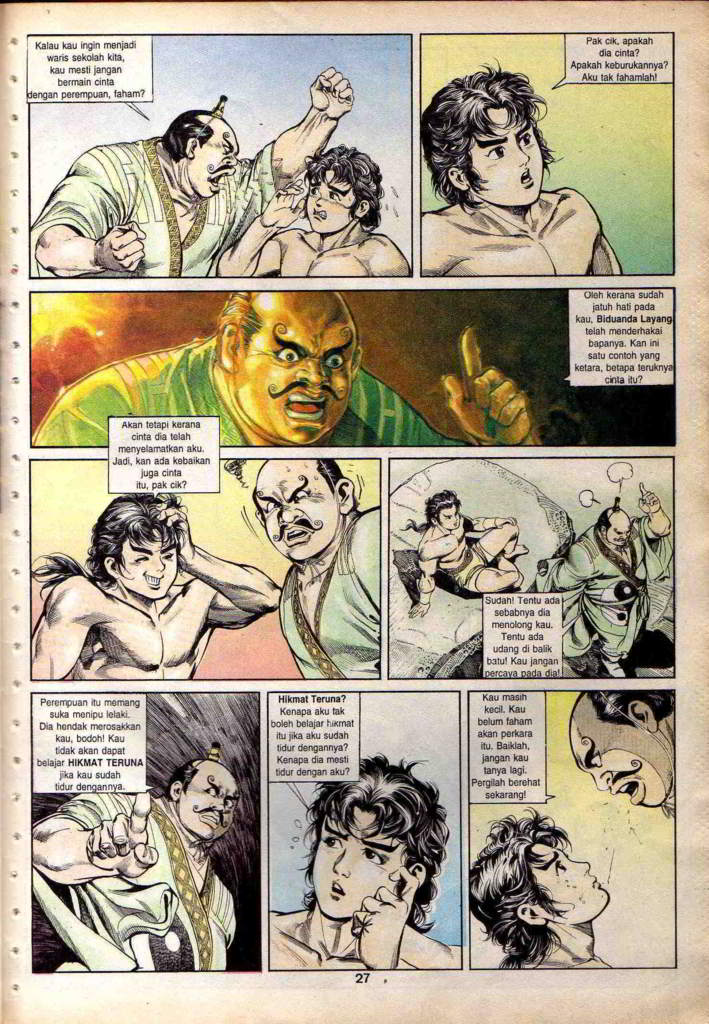 Kalau kau ingin menjadi
waris sekolah kita,
kau mesti jangan
bermain cinta
dengan perempuan, faham?
Pak cik, apakah
dia cinta?
Apakah keburukannya?
Aku tak fahamlah!
Oleh kerana sudah
jatuh hati pada
kau, Biduanda Layang
telah menderhakai
bapanya. Kan ini
satu contoh yang
ketara, betapa teruknya
cinta itu?
Akan tetapi kerana
cinta dia telah
menyelamatkan aku.
Jadi, kan ada kebaikan
juga cinta
itu, pak cik?
Sudah! Tentu ada
sebabnya dia
menolong kau.
Tentu ada
udang di balik
batu! Kau jangan
percaya pada dia!
Perempuan itu memang
suka menipu lelaki.
Dia hendak merosakkan
kau, bodoh! Kau
tidak akan dapat
belajar HIKMAT TERUNA
jika kau sudah
tidur dengannya.
Hikmat Teruna?
Kenapa aku tak
boleh belajar hikmat
itu jika aku sudah
tidur dengannya?
Kenapa dia mesti
tidur dengan aku?
Kau masih
kecil. Kau
belum faham
akan perkara
itu. Baiklah,
jangan kau
tanya lagi.
Pergilah berehat
sekarang!
27